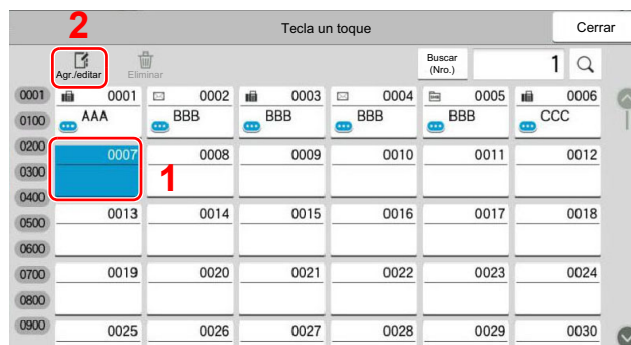 2
Tecla un toque
Cerrar
Agr./editar
Eliminar
Buscar
(Nro.)
1
0001
0100
0200
0300
0400
0500
0600
0700
0800
0900
0001 0002 0003 0004 0005 0006
AAA BBB BBB BBB BBB CCC
0007 0008 0009 0010 0011 0012
1
0013 0014 0015 0016 0017 0018
0019 0020 0021 0022 0023 0024
0025 0026 0027 0028 0029 0030